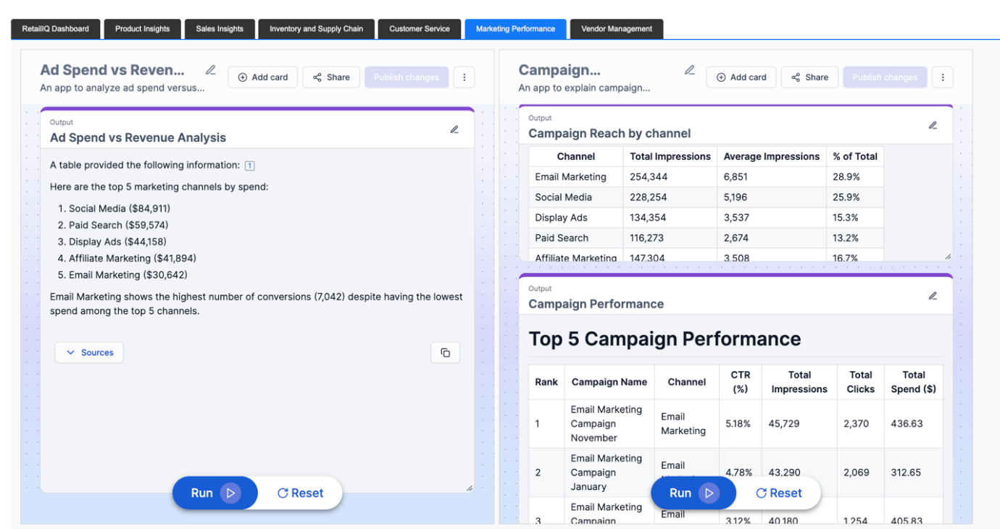 RetailIQ Dashboard Product Insights Sales Insights Inventory and Supply Chain Customer Service Marketing Performance Vendor Management
Ad Spend vs Reven... Add card Share Publish changes
An app to analyze ad spend versus...
Output
Ad Spend vs Revenue Analysis
A table provided the following information: 1
Here are the top 5 marketing channels by spend:
1. Social Media ($84,911)
2. Paid Search ($59,574)
3. Display Ads ($44,158)
4. Affiliate Marketing ($41,894)
5. Email Marketing ($30,642)
Email Marketing shows the highest number of conversions (7,042) despite having the lowest
spend among the top 5 channels.
Sources
Run Reset
Campaign... Add card Share Publish changes
An app to explain campaign...
Output
Campaign Reach by channel
Channel Total Impressions Average Impressions % of Total
Email Marketing 254,344 6,851 28.9%
Social Media 228,254 5,196 25.9%
Display Ads 134,354 3,537 15.3%
Paid Search 116,273 2,674 13.2%
Affiliate Marketing 147,304 3,508 16.7%
Output
Campaign Performance
Top 5 Campaign Performance
Rank Campaign Name Channel CTR (%) Total Impressions Total Clicks Total Spend ($)
1 Email Marketing Campaign November Email Marketing 5.18% 45,729 2,370 436.63
2 Email Marketing Campaign January Email 4.78% 43,290 2,069 312.65
3 Email Marketing Campaign Email 3.12% 40,180 1,254 405.83
Run Reset